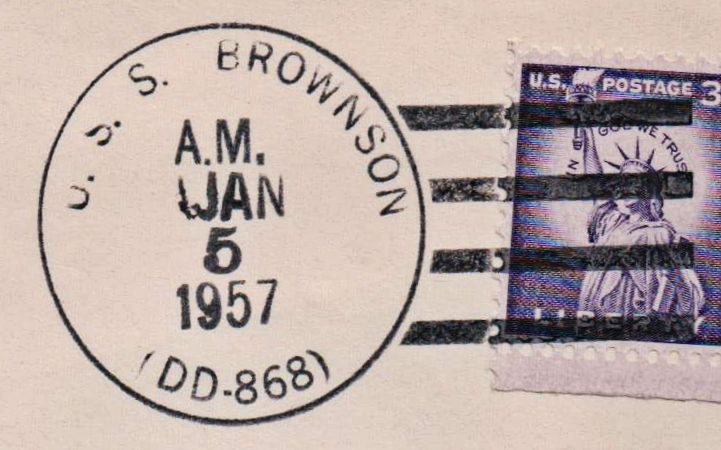 U.S.S. BROWNSON
A.M.
JAN
5
1957
(DD-868)
U.S. POSTAGE 3
IN GOD WE TRUST
LIBERTY